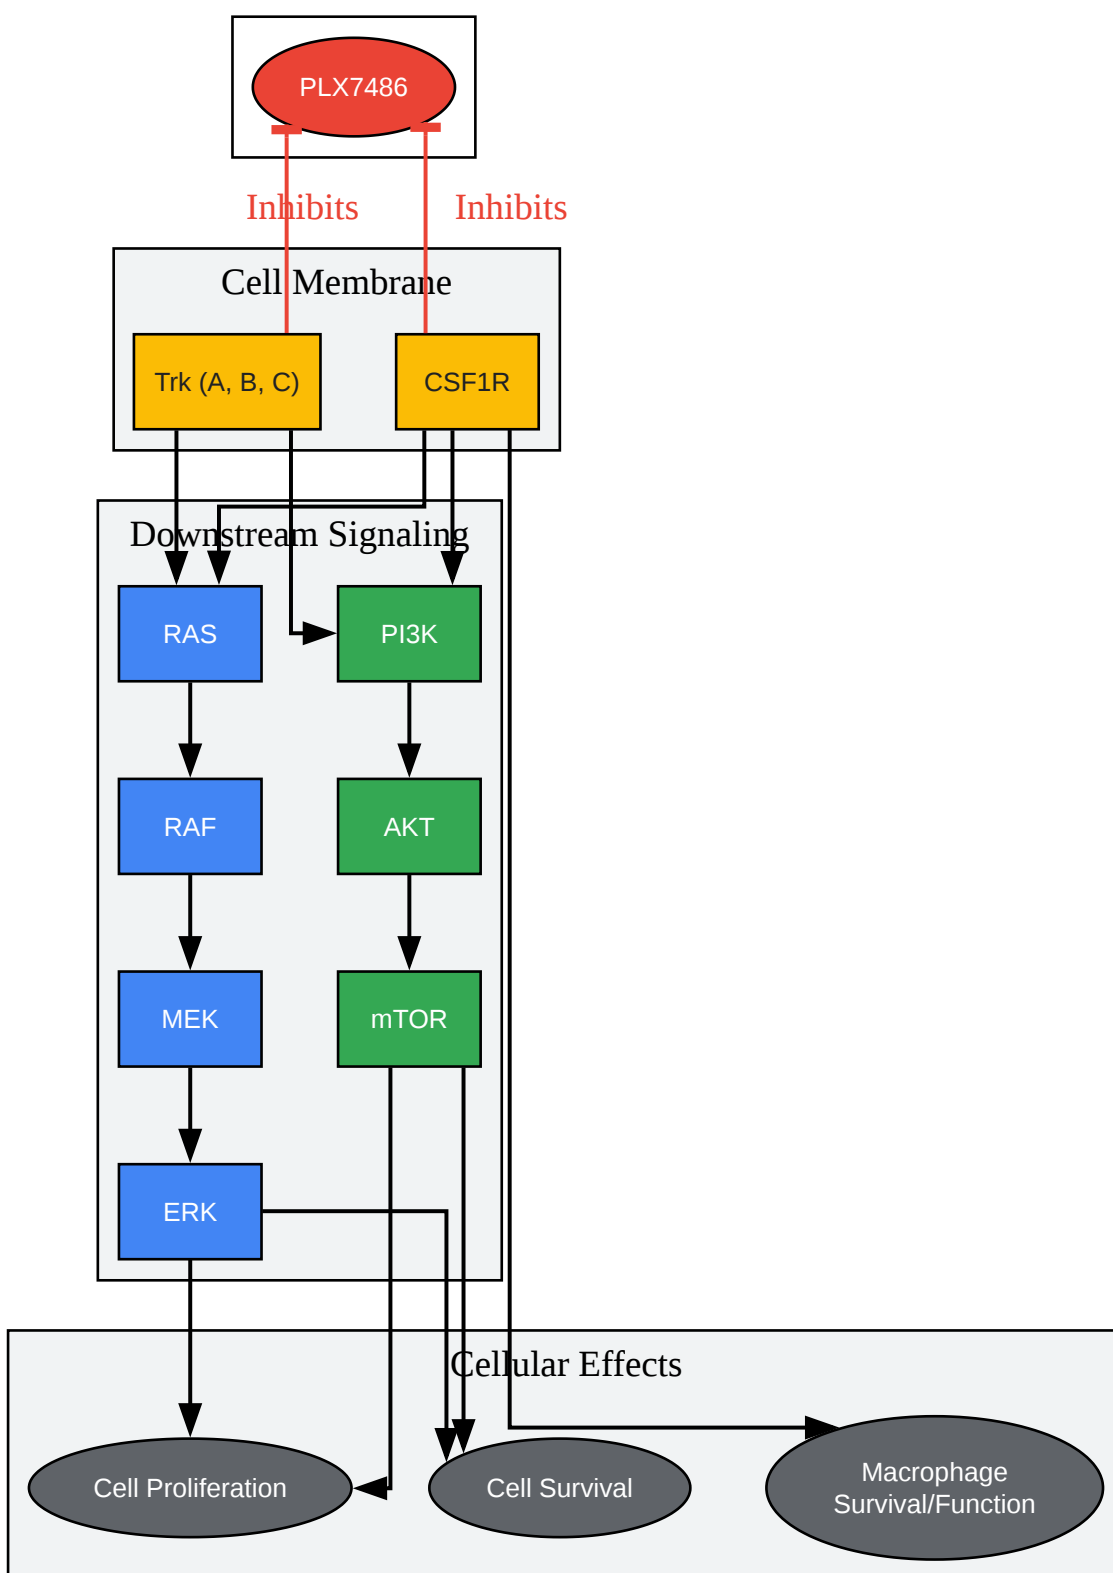 PLX7486
Inhibits
Inhibits
Cell Membrane
Trk (A, B, C)
CSF1R
Downstream Signaling
RAS
PI3K
RAF
AKT
MEK
mTOR
ERK
Cellular Effects
Cell Proliferation
Cell Survival
Macrophage
Survival/Function